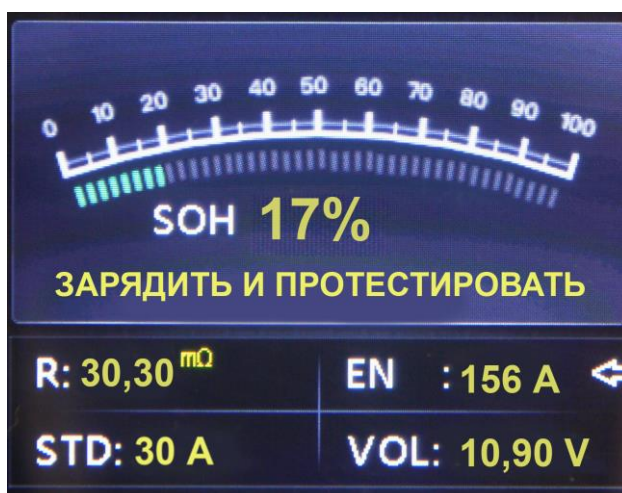 0 10 20 30 40 50 60 70 80 90 100
SOH 17%
ЗАРЯДИТЬ И ПРОТЕСТИРОВАТЬ
R: 30,30 mΩ
EN : 156 A
STD: 30 A
VOL: 10,90 V